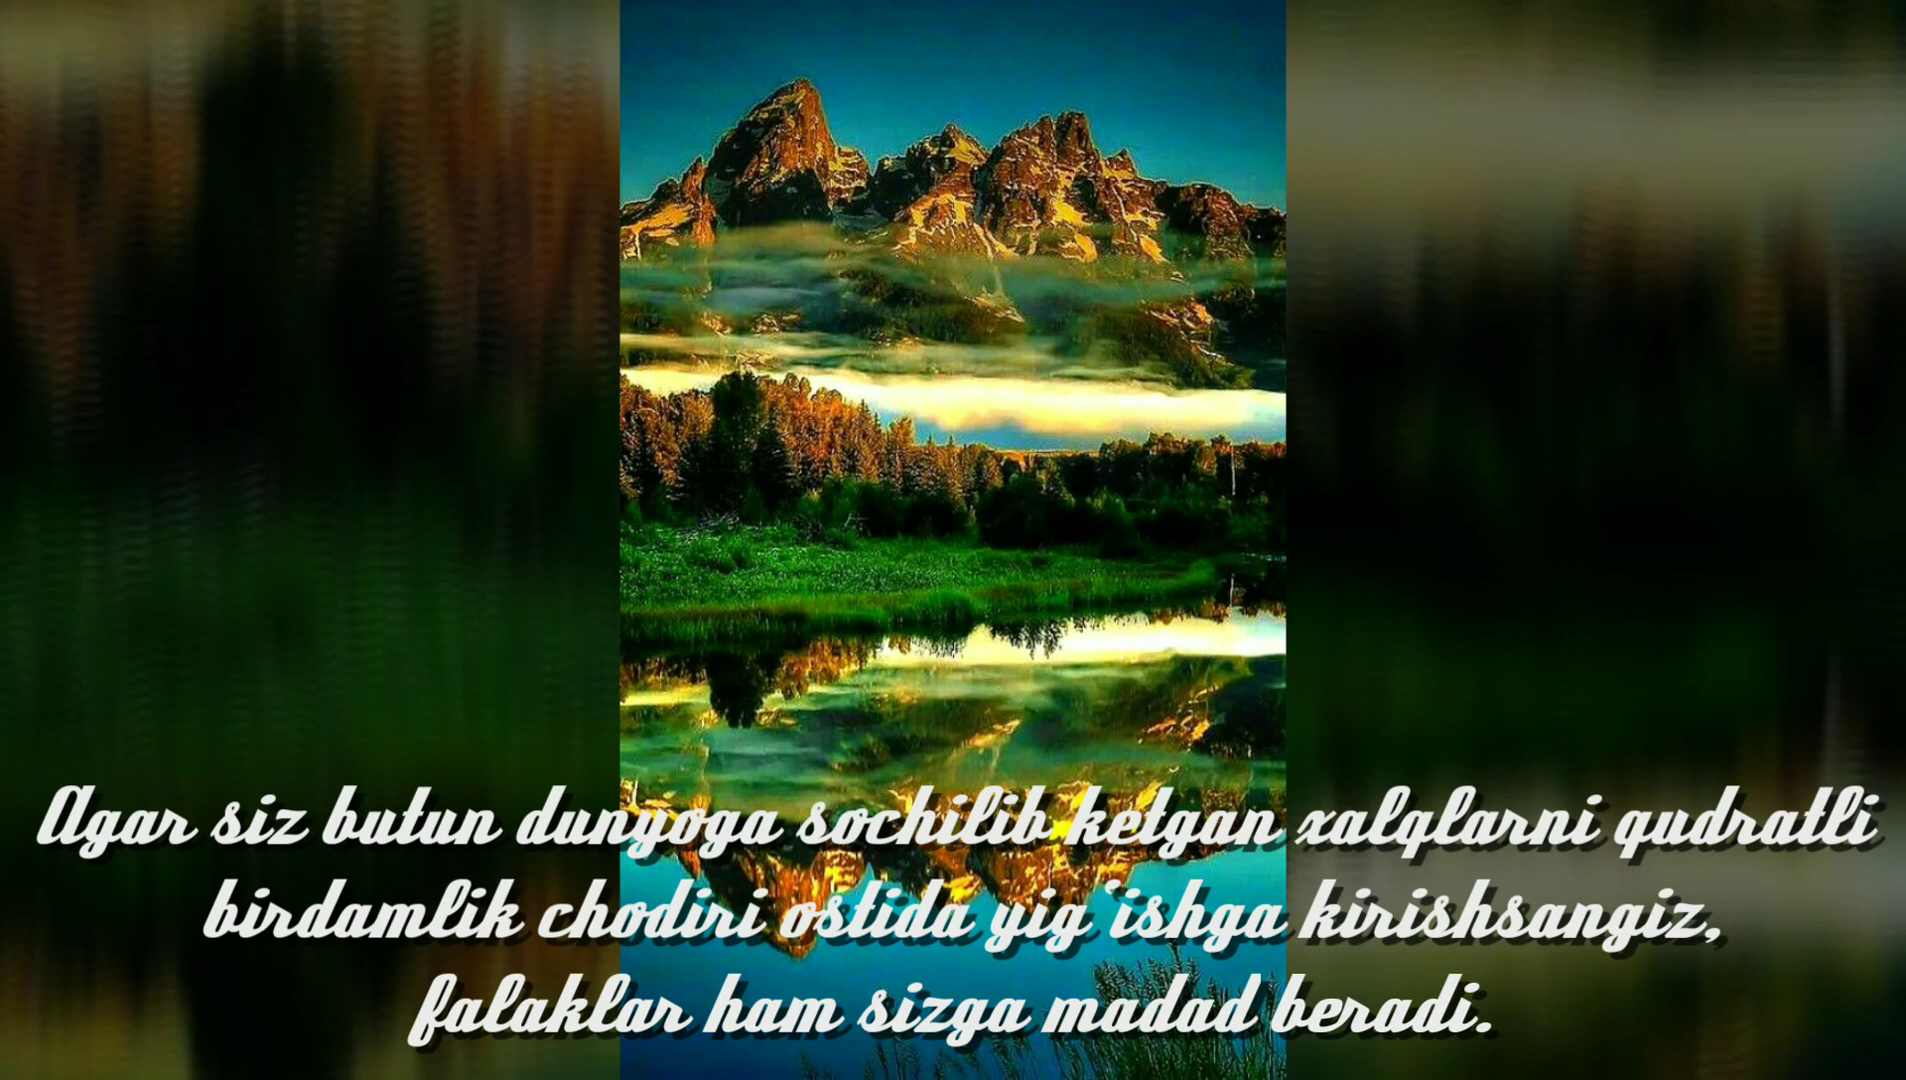 Agar siz butun dunyoga sochilib ketgan xalqlarni qudratli
birdamlik chodiri ostida yig‘ishga kirishsangiz,
falaklar ham sizga madad beradi.